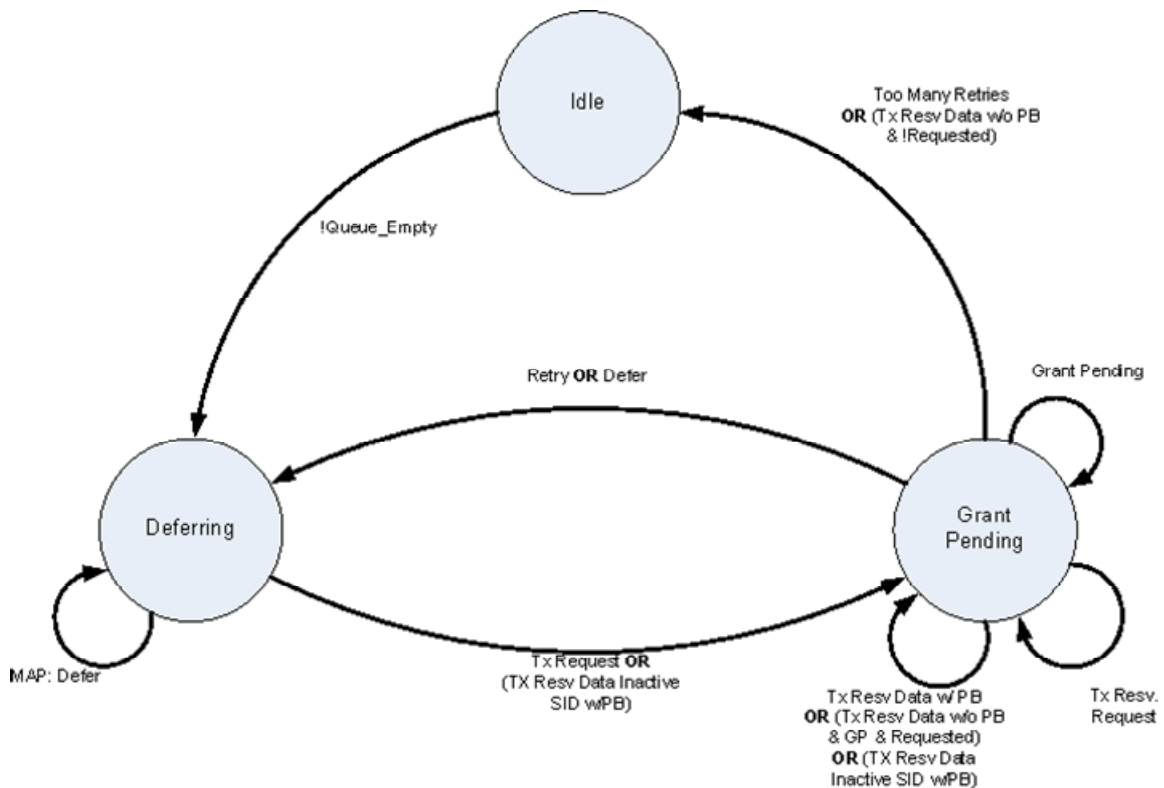 Idle
Too Many Retries
OR (Tx Resv Data w/o PB
& !Requested)
!Queue_Empty
Retry OR Defer
Grant Pending
Deferring
Grant
Pending
MAP: Defer
Tx Request OR
(TX Resv Data Inactive
SID w/PB)
Tx Resv Data w/ PB
OR (Tx Resv Data w/o PB
& GP & Requested)
OR (TX Resv Data
Inactive SID w/PB)
Tx Resv.
Request